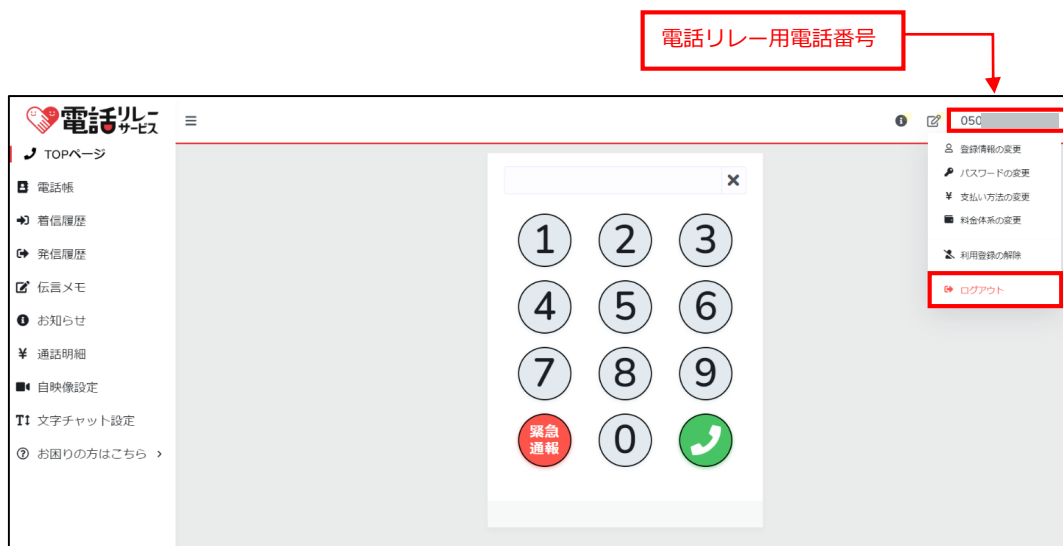 電話リレー用電話番号
電話リレーサービス
050
TOPページ
電話帳
着信履歴
発信履歴
伝言メモ
お知らせ
通話明細
自映像設定
文字チャット設定
お困りの方はこちら
1 2 3
4 5 6
7 8 9
緊急
通報
0
登録情報の変更
パスワードの変更
支払い方法の変更
料金体系の変更
利用登録の解除
ログアウト